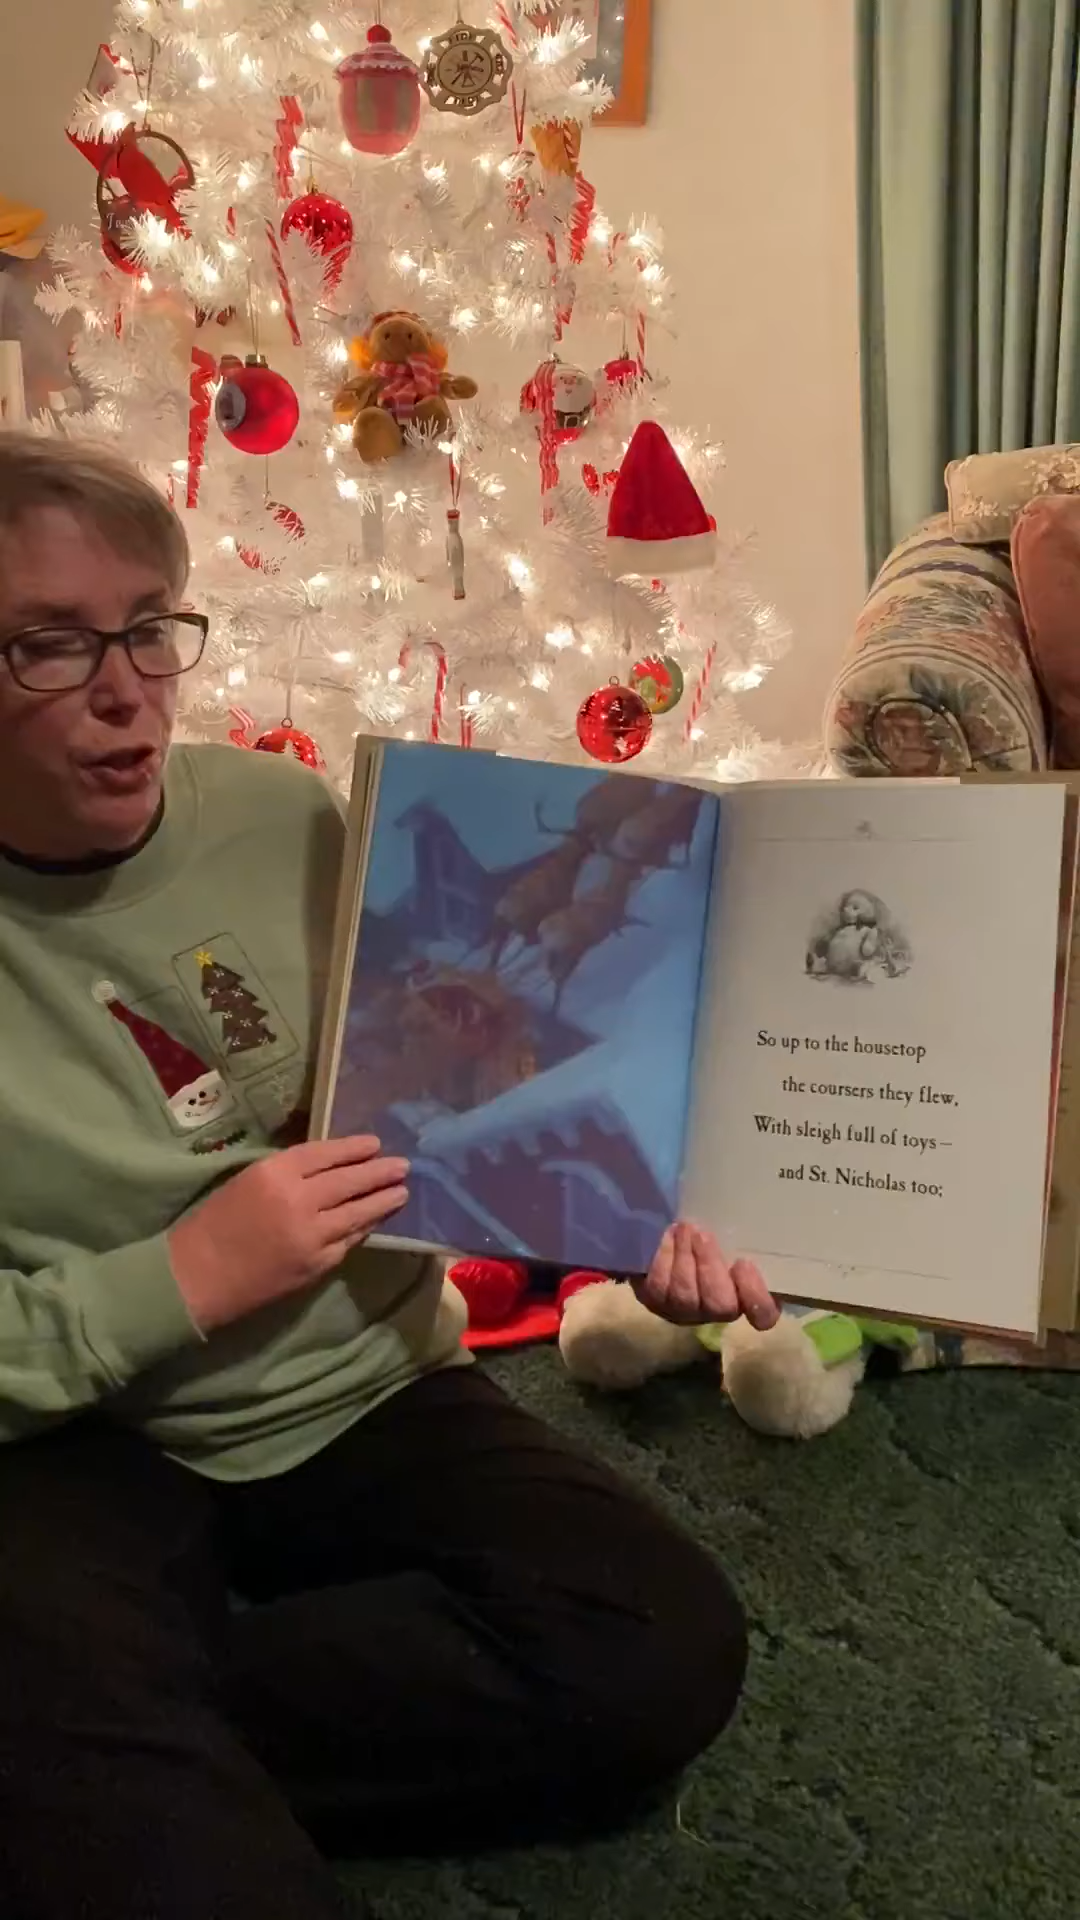 So up to the housetop
the coursers they flew,
With sleigh full of toys—
and St. Nicholas too;